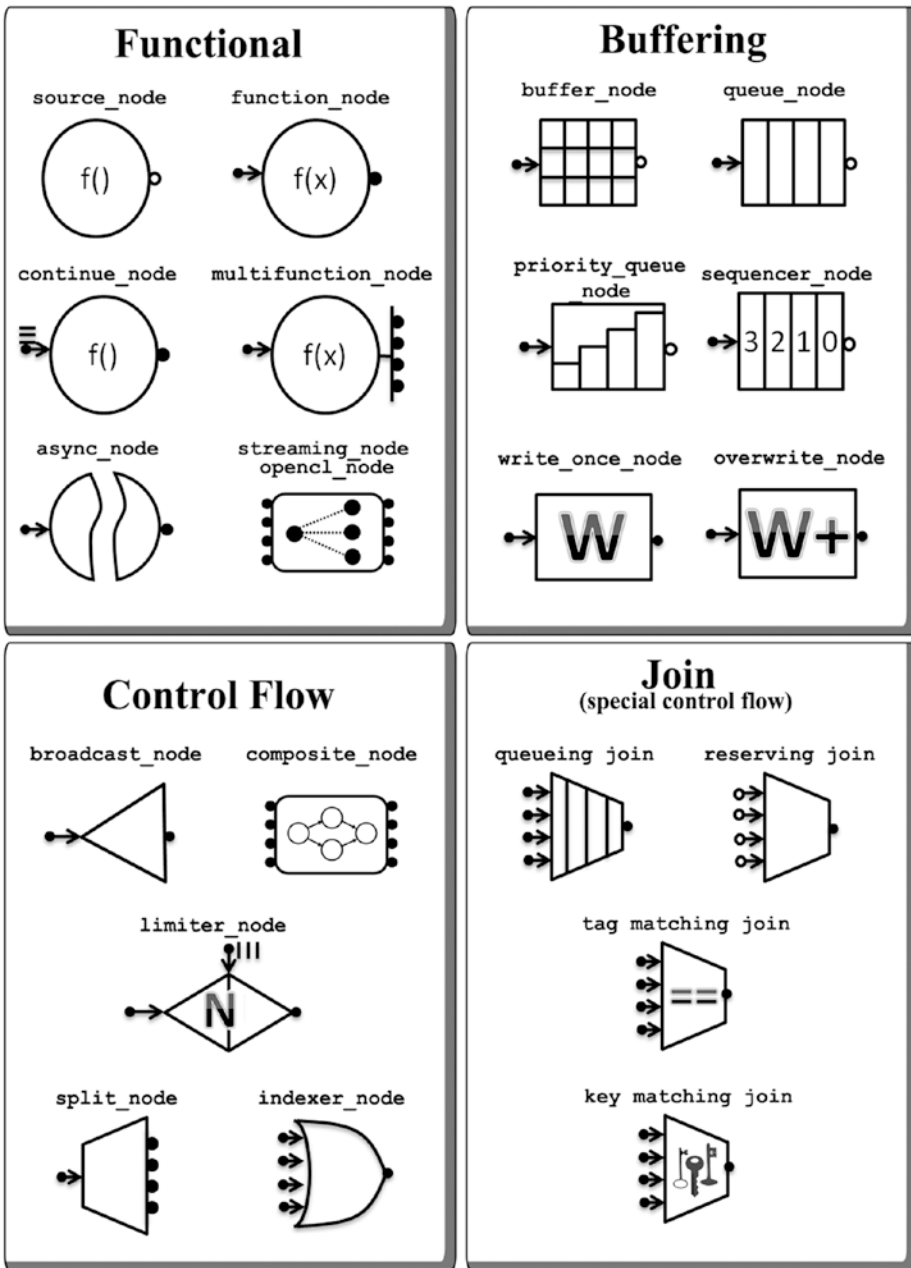 Functional
source_node function_node
f() f(x)
continue_node multifunction_node
f() f(x)
async_node streaming_node
opencl_node
Buffering
buffer_node queue_node
priority_queue sequencer_node
_node
3 2 1 0
write_once_node overwrite_node
W W+
Control Flow
broadcast_node composite_node
limiter_node
N
split_node indexer_node
Join
(special control flow)
queueing join reserving join
tag matching join
==
key matching join